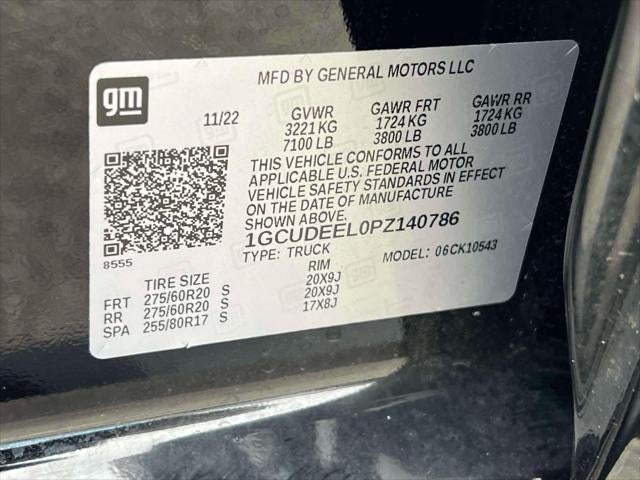 gm
MFD BY GENERAL MOTORS LLC
11/22 GVWR GAWR FRT GAWR RR
3221 KG 1724 KG 1724 KG
7100 LB 3800 LB 3800 LB
THIS VEHICLE CONFORMS TO ALL
APPLICABLE U.S. FEDERAL MOTOR
VEHICLE SAFETY STANDARDS IN EFFECT
ON THE DATE OF MANUFACTURE
SHOWN ABOVE.
1GCUDEEL0PZ140786
8555
TYPE: TRUCK MODEL: 06CK10543
TIRE SIZE RIM
FRT 275/60R20 S 20X9J
RR 275/60R20 S 20X9J
SPA 255/80R17 S 17X8J